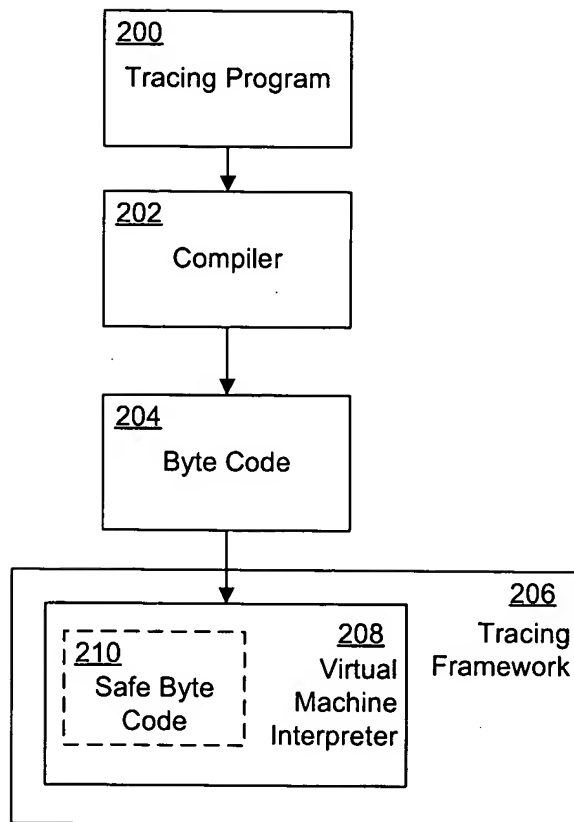 200
Tracing Program
202
Compiler
204
Byte Code
206
Tracing
Framework
208
Virtual
Machine
Interpreter
210
Safe Byte
Code